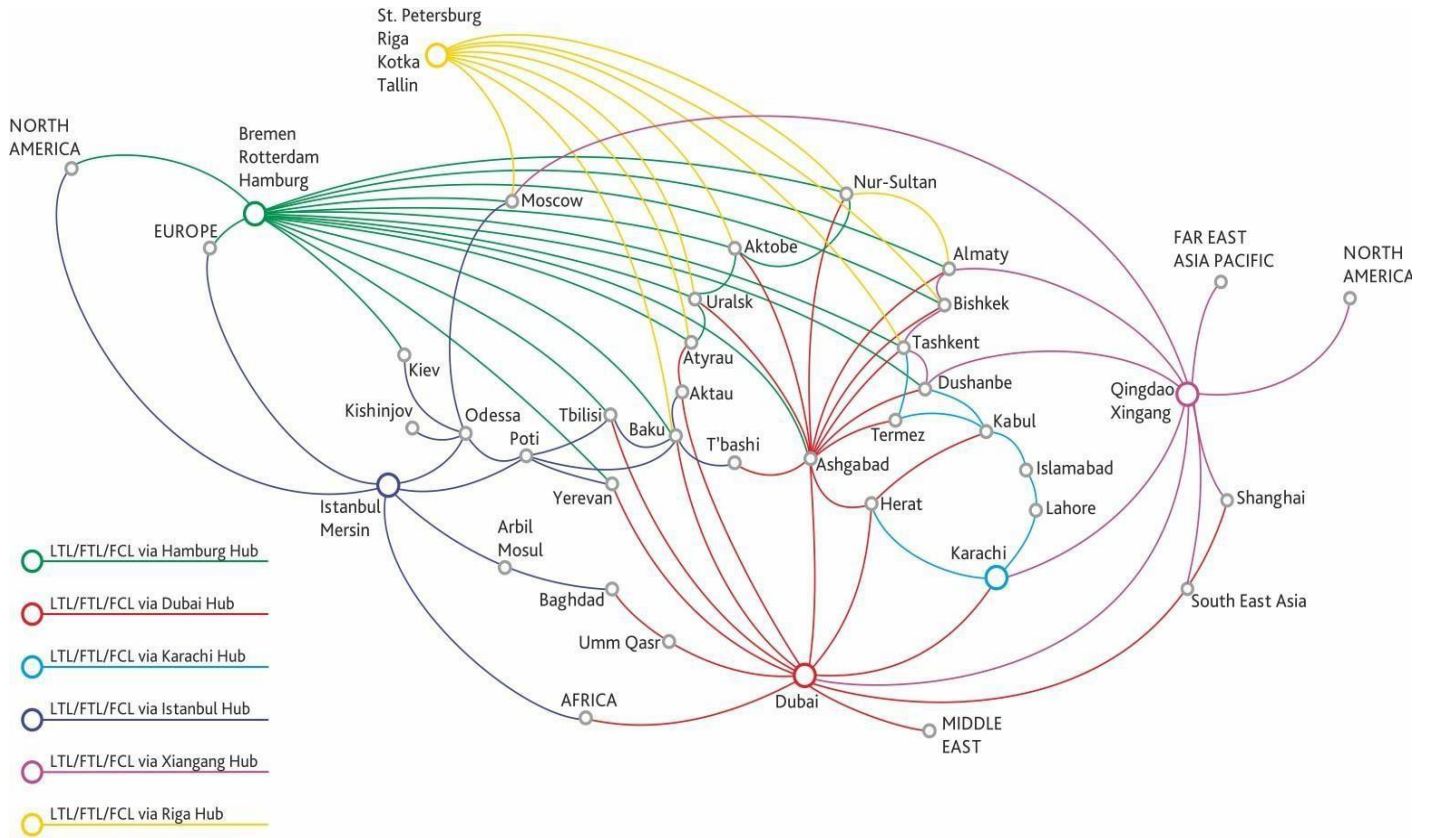 St. Petersburg
Riga
Kotka
Tallin
NORTH
AMERICA
Bremen
Rotterdam
Hamburg
EUROPE
Moscow
Nur-Sultan
Aktobe
Almaty
FAR EAST
ASIA PACIFIC
NORTH
AMERICA
Uralsk
Bishkek
Tashkent
Atyrau
Kiev
Dushanbe
Aktau
Qingdao
Xingang
Kishinjov
Odessa
Tbilisi
Baku
Poti
T'bashi
Termez
Kabul
Ashgabad
Islamabad
Yerevan
Herat
Lahore
Shanghai
Istanbul
Mersin
Arbil
Mosul
Karachi
Baghdad
South East Asia
Umm Qasr
AFRICA
Dubai
MIDDLE
EAST
LTL/FTL/FCL via Hamburg Hub
LTL/FTL/FCL via Dubai Hub
LTL/FTL/FCL via Karachi Hub
LTL/FTL/FCL via Istanbul Hub
LTL/FTL/FCL via Xiangang Hub
LTL/FTL/FCL via Riga Hub